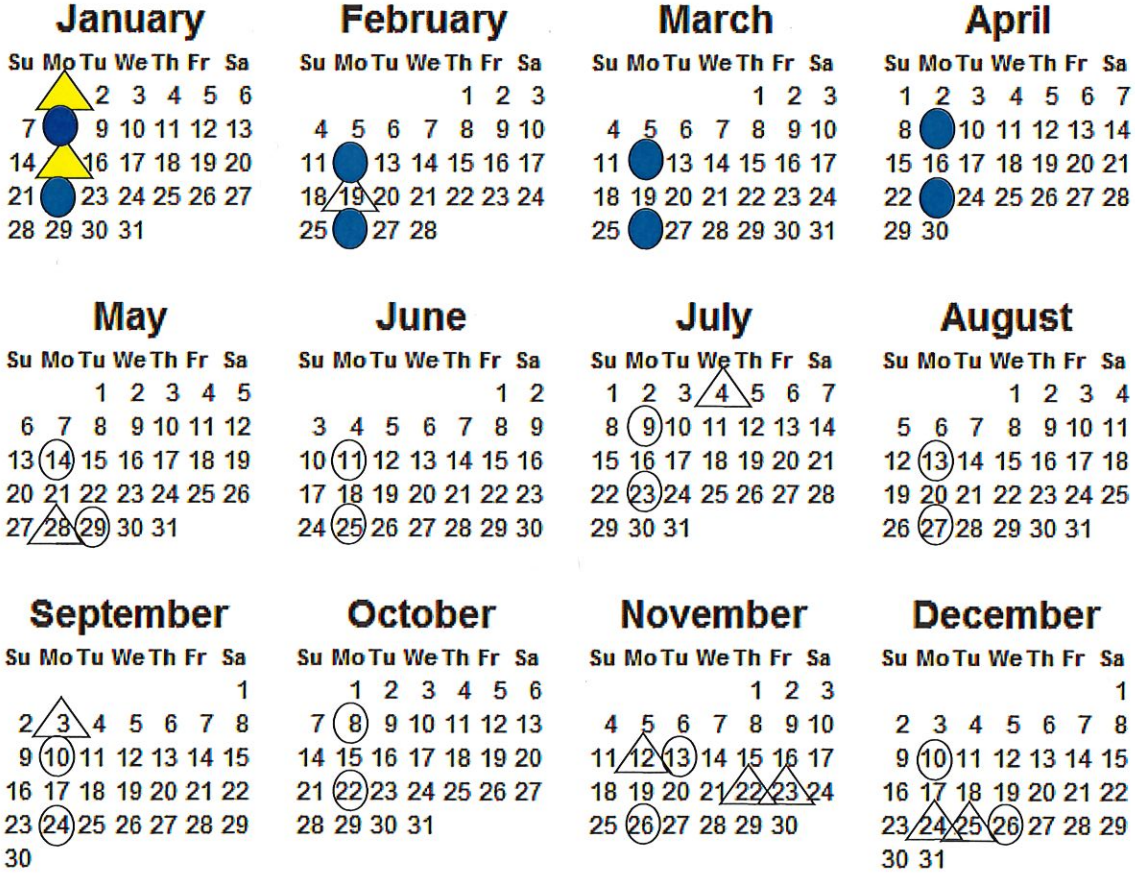 January
Su Mo Tu We Th Fr Sa
2 3 4 5 6
7 9 10 11 12 13
14 16 17 18 19 20
21 23 24 25 26 27
28 29 30 31
February
Su Mo Tu We Th Fr Sa
1 2 3
4 5 6 7 8 9 10
11 13 14 15 16 17
18 19 20 21 22 23 24
25 27 28
March
Su Mo Tu We Th Fr Sa
1 2 3
4 5 6 7 8 9 10
11 13 14 15 16 17
18 19 20 21 22 23 24
25 27 28 29 30 31
April
Su Mo Tu We Th Fr Sa
1 2 3 4 5 6 7
8 10 11 12 13 14
15 16 17 18 19 20 21
22 24 25 26 27 28
29 30
May
Su Mo Tu We Th Fr Sa
1 2 3 4 5
6 7 8 9 10 11 12
13 14 15 16 17 18 19
20 21 22 23 24 25 26
27 28 29 30 31
June
Su Mo Tu We Th Fr Sa
1 2
3 4 5 6 7 8 9
10 11 12 13 14 15 16
17 18 19 20 21 22 23
24 25 26 27 28 29 30
July
Su Mo Tu We Th Fr Sa
1 2 3 4 5 6 7
8 9 10 11 12 13 14
15 16 17 18 19 20 21
22 23 24 25 26 27 28
29 30 31
August
Su Mo Tu We Th Fr Sa
1 2 3 4
5 6 7 8 9 10 11
12 13 14 15 16 17 18
19 20 21 22 23 24 25
26 27 28 29 30 31
September
Su Mo Tu We Th Fr Sa
1
2 3 4 5 6 7 8
9 10 11 12 13 14 15
16 17 18 19 20 21 22
23 24 25 26 27 28 29
30
October
Su Mo Tu We Th Fr Sa
1 2 3 4 5 6
7 8 9 10 11 12 13
14 15 16 17 18 19 20
21 22 23 24 25 26 27
28 29 30 31
November
Su Mo Tu We Th Fr Sa
1 2 3
4 5 6 7 8 9 10
11 12 13 14 15 16 17
18 19 20 21 22 23 24
25 26 27 28 29 30
December
Su Mo Tu We Th Fr Sa
1
2 3 4 5 6 7 8
9 10 11 12 13 14 15
16 17 18 19 20 21 22
23 24 25 26 27 28 29
30 31